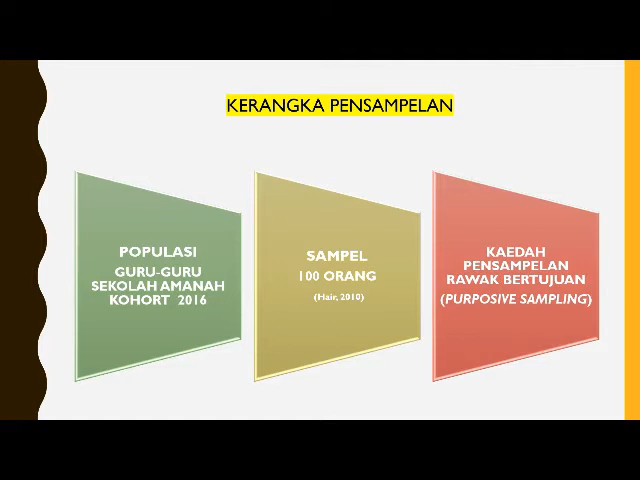 KERANGKA PENSAMPELAN
POPULASI
GURU-GURU
SEKOLAH AMANAH
KOHORT 2016
SAMPEL
100 ORANG
(Hair, 2010)
KAEDAH
PENSAMPELAN
RAWAK BERTUJUAN
(PURPOSIVE SAMPLING)